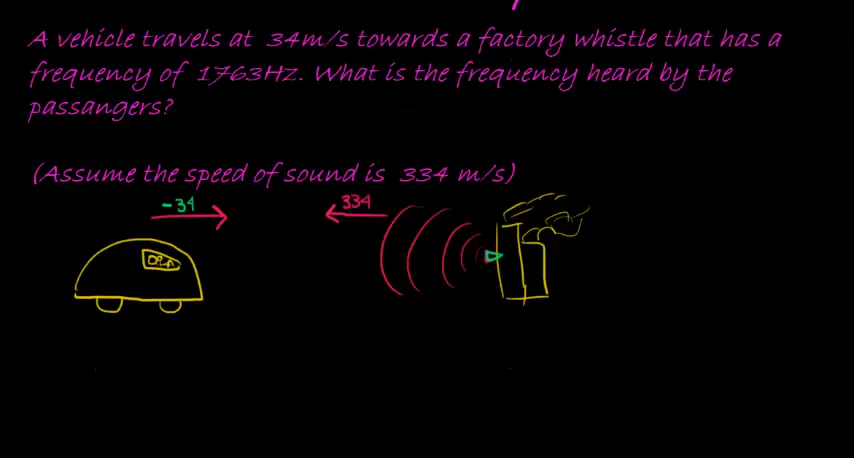 A vehicle travels at 34m/s towards a factory whistle that has a
frequency of 1763Hz. What is the frequency heard by the
passangers?
(Assume the speed of sound is 334 m/s)
-34
334